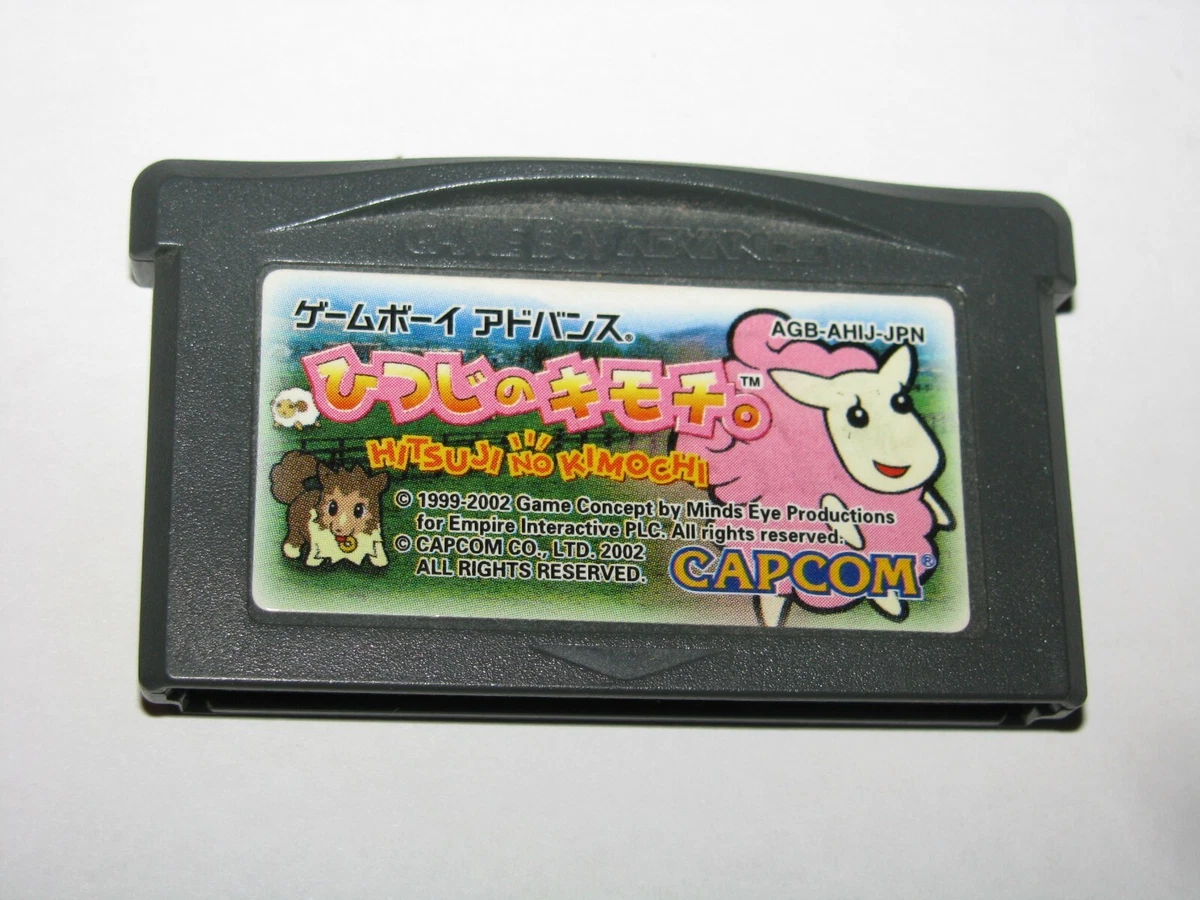 GAME BOY ADVANCE
ゲームボーイ アドバンス®
AGB-AHIJ-JPN
ひつじのキモチ。™
HITSUJI NO KIMOCHI
© 1999-2002 Game Concept by Minds Eye Productions
for Empire Interactive PLC. All rights reserved.
© CAPCOM CO., LTD. 2002
ALL RIGHTS RESERVED.
CAPCOM®